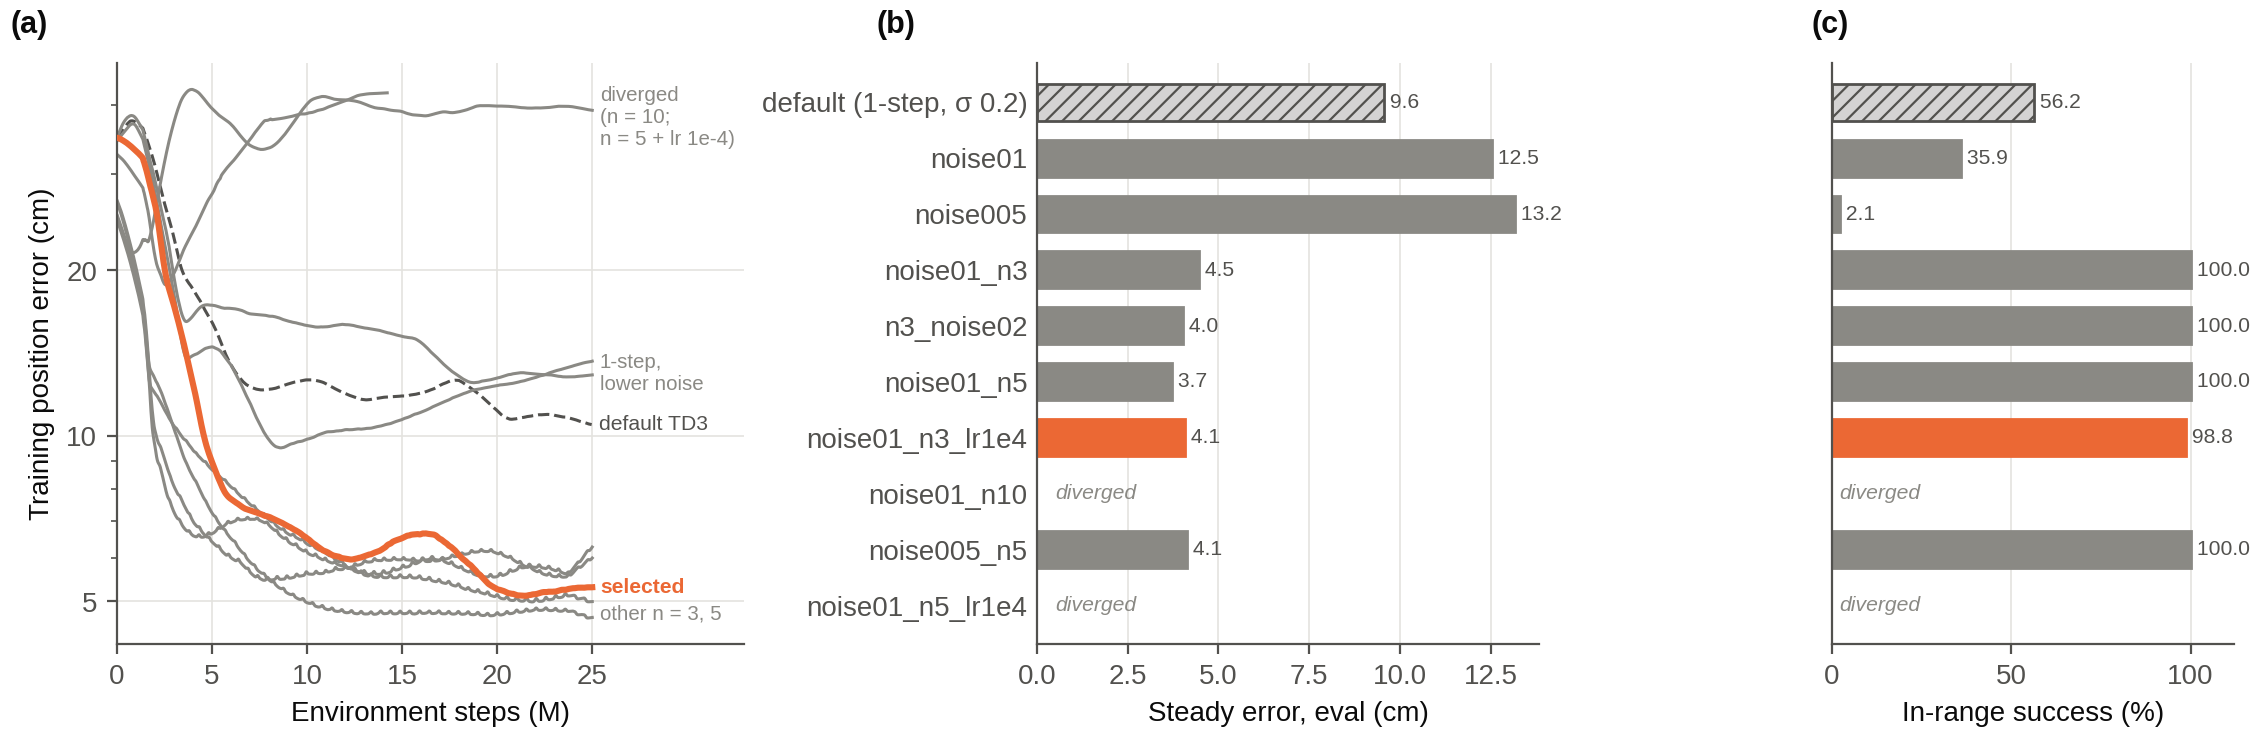 (a)
Training position error (cm)
20
10
5
diverged
(n = 10;
n = 5 + lr 1e-4)
1-step,
lower noise
default TD3
selected
other n = 3, 5
0 5 10 15 20 25
Environment steps (M)
(b)
default (1-step, σ 0.2) 9.6
noise01 12.5
noise005 13.2
noise01_n3 4.5
n3_noise02 4.0
noise01_n5 3.7
noise01_n3_lr1e4 4.1
noise01_n10 diverged
noise005_n5 4.1
noise01_n5_lr1e4 diverged
0.0 2.5 5.0 7.5 10.0 12.5
Steady error, eval (cm)
(c)
56.2
35.9
2.1
100.0
100.0
100.0
98.8
diverged
100.0
diverged
0 50 100
In-range success (%)